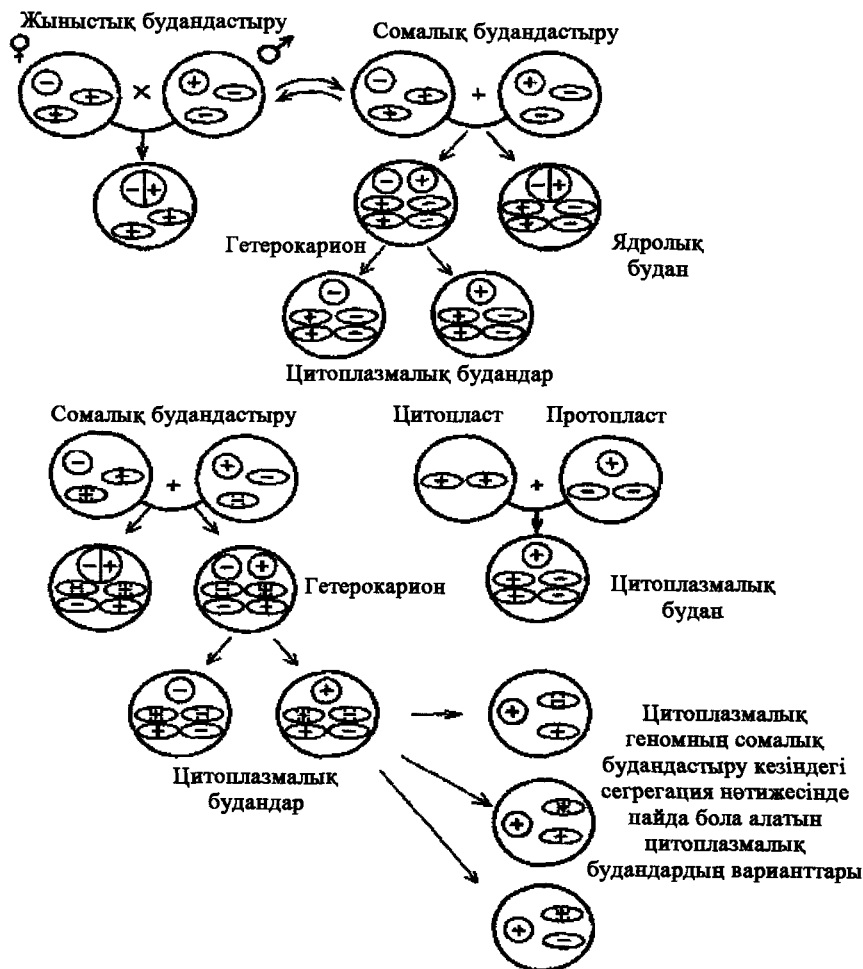 Жыныстық будандастыру
Сомалық будандастыру
Гетерокарион
Ядролық
будан
Цитоплазмалық будандар
Сомалық будандастыру
Цитопласт
Протопласт
Гетерокарион
Цитоплазмалық
будан
Цитоплазмалық
будандар
Цитоплазмалық
геномның сомалық
будандастыру кезіндегі
сегрегация нәтижесінде
пайда бола алатын
цитоплазмалық
будандардың варианттары